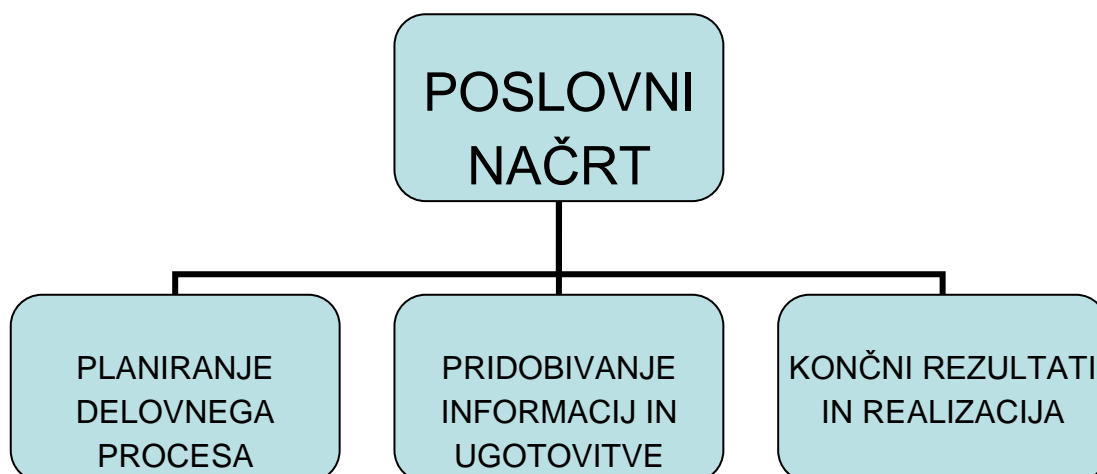 POSLOVNI
NAČRT
PLANIRANJE
DELOVNEGA
PROCESA
PRIDOBIVANJE
INFORMACIJ IN
UGOTOVITVE
KONČNI REZULTATI
IN REALIZACIJA